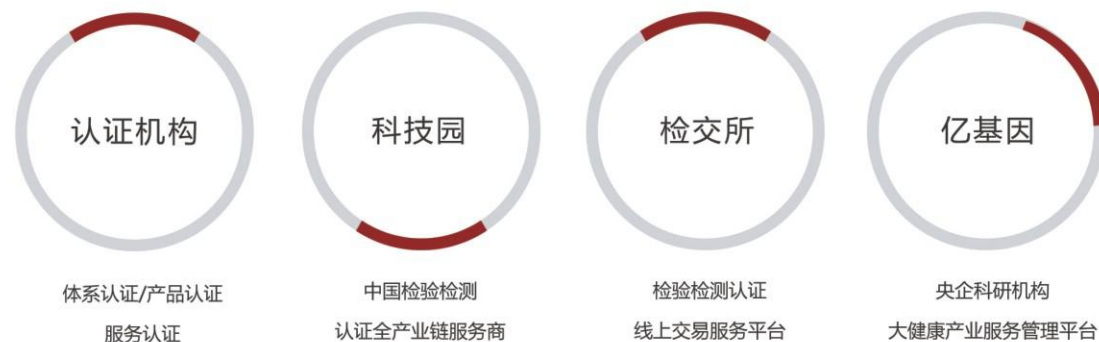 认证机构
科技园
检交所
亿基因
体系认证/产品认证
服务认证
中国检验检测
认证全产业链服务商
检验检测认证
线上交易服务平台
央企科研机构
大健康产业服务管理平台